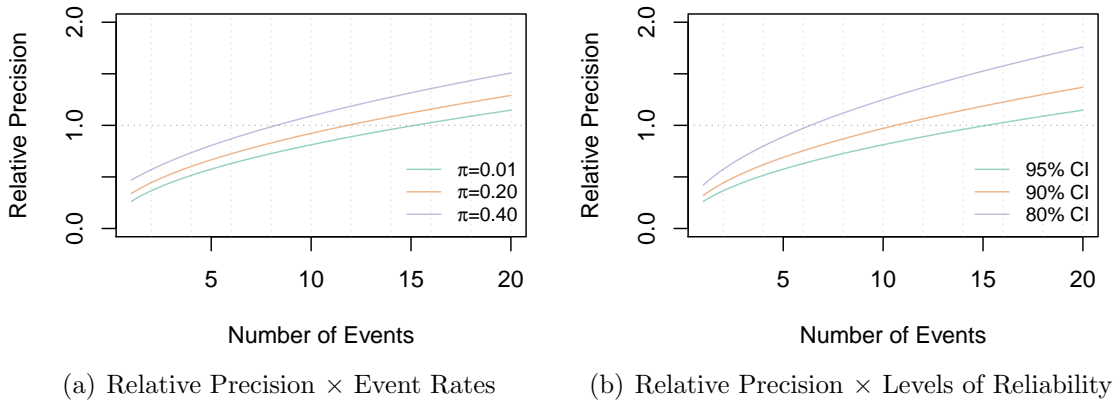 2.0
1.0
0.0
Relative Precision
π=0.01
π=0.20
π=0.40
5 10 15 20
Number of Events
(a) Relative Precision × Event Rates
2.0
1.0
0.0
Relative Precision
95% CI
90% CI
80% CI
5 10 15 20
Number of Events
(b) Relative Precision × Levels of Reliability